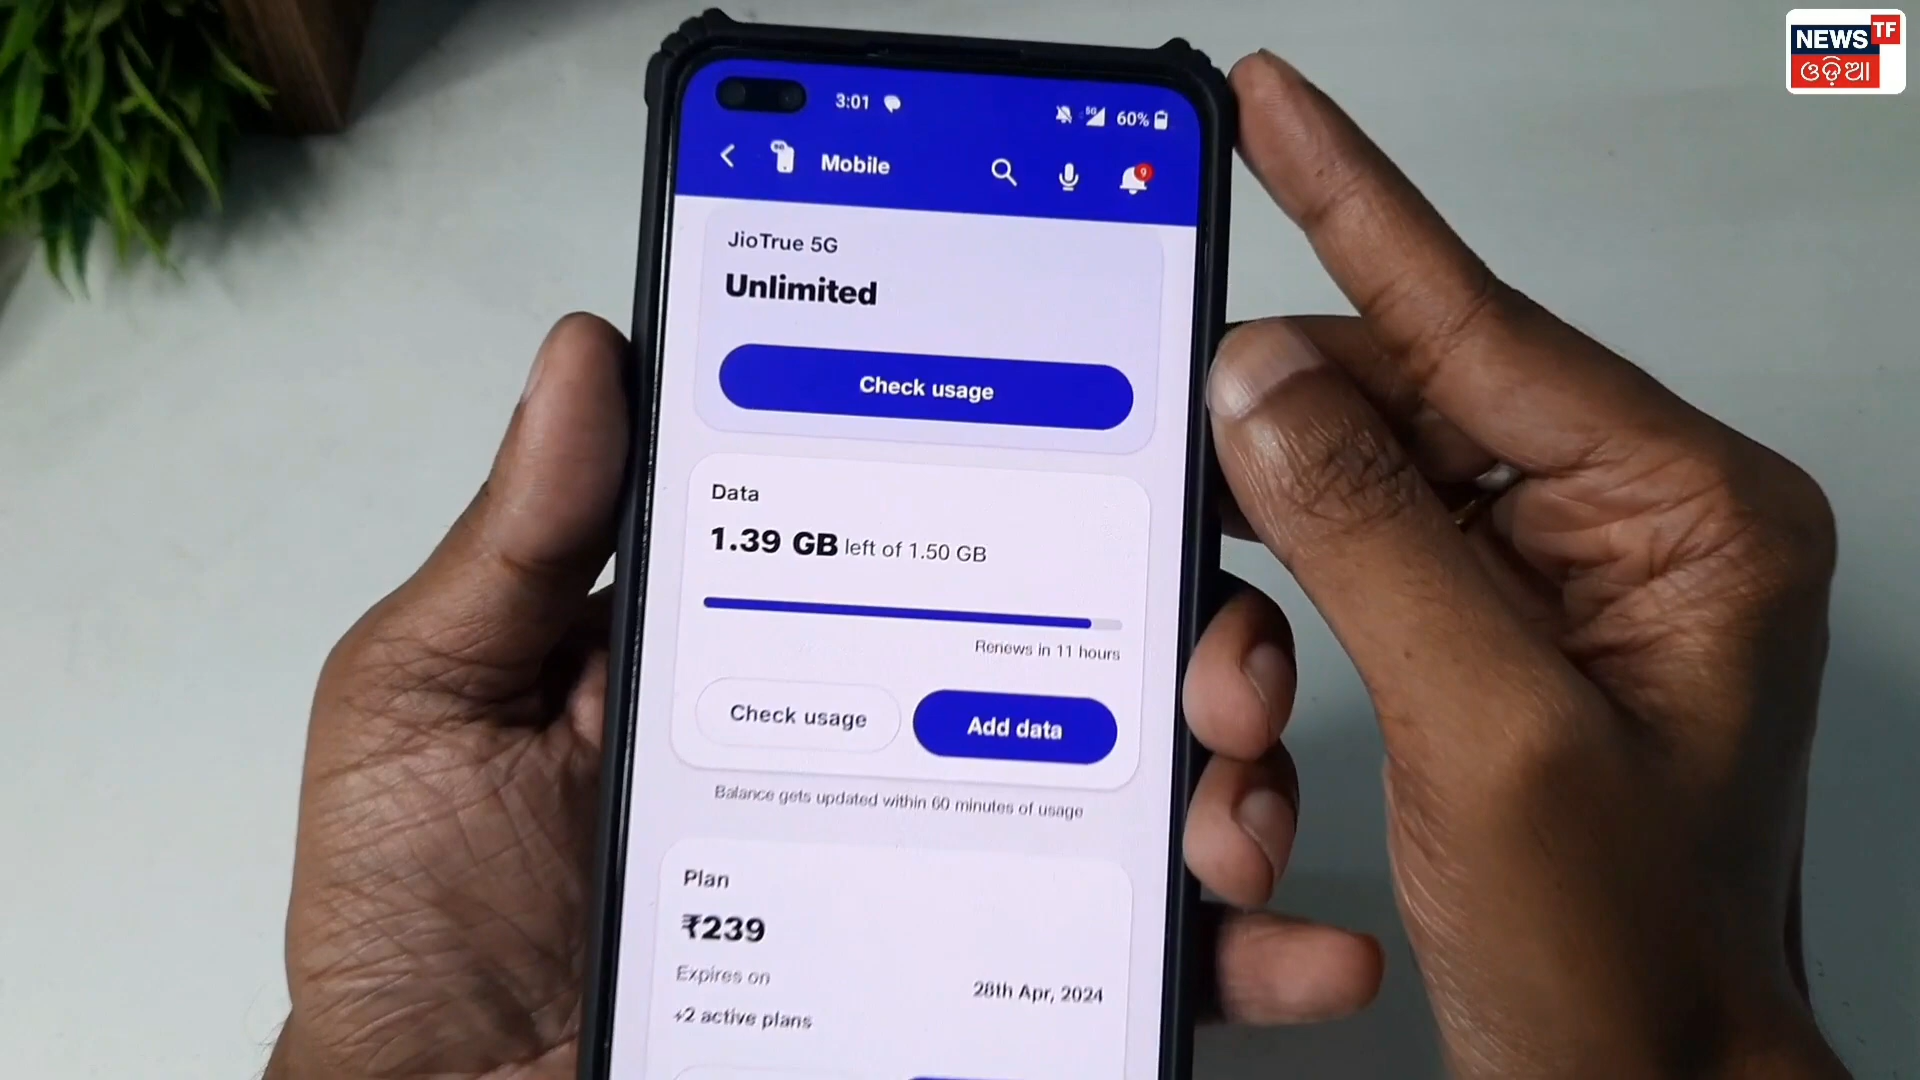 NEWS TF
ଓଡ଼ିଆ
3:01
5G
60%
Mobile
9
JioTrue 5G
Unlimited
Check usage
Data
1.39 GB left of 1.50 GB
Renews in 11 hours
Check usage
Add data
Balance gets updated within 60 minutes of usage
Plan
₹239
Expires on
28th Apr, 2024
+2 active plans